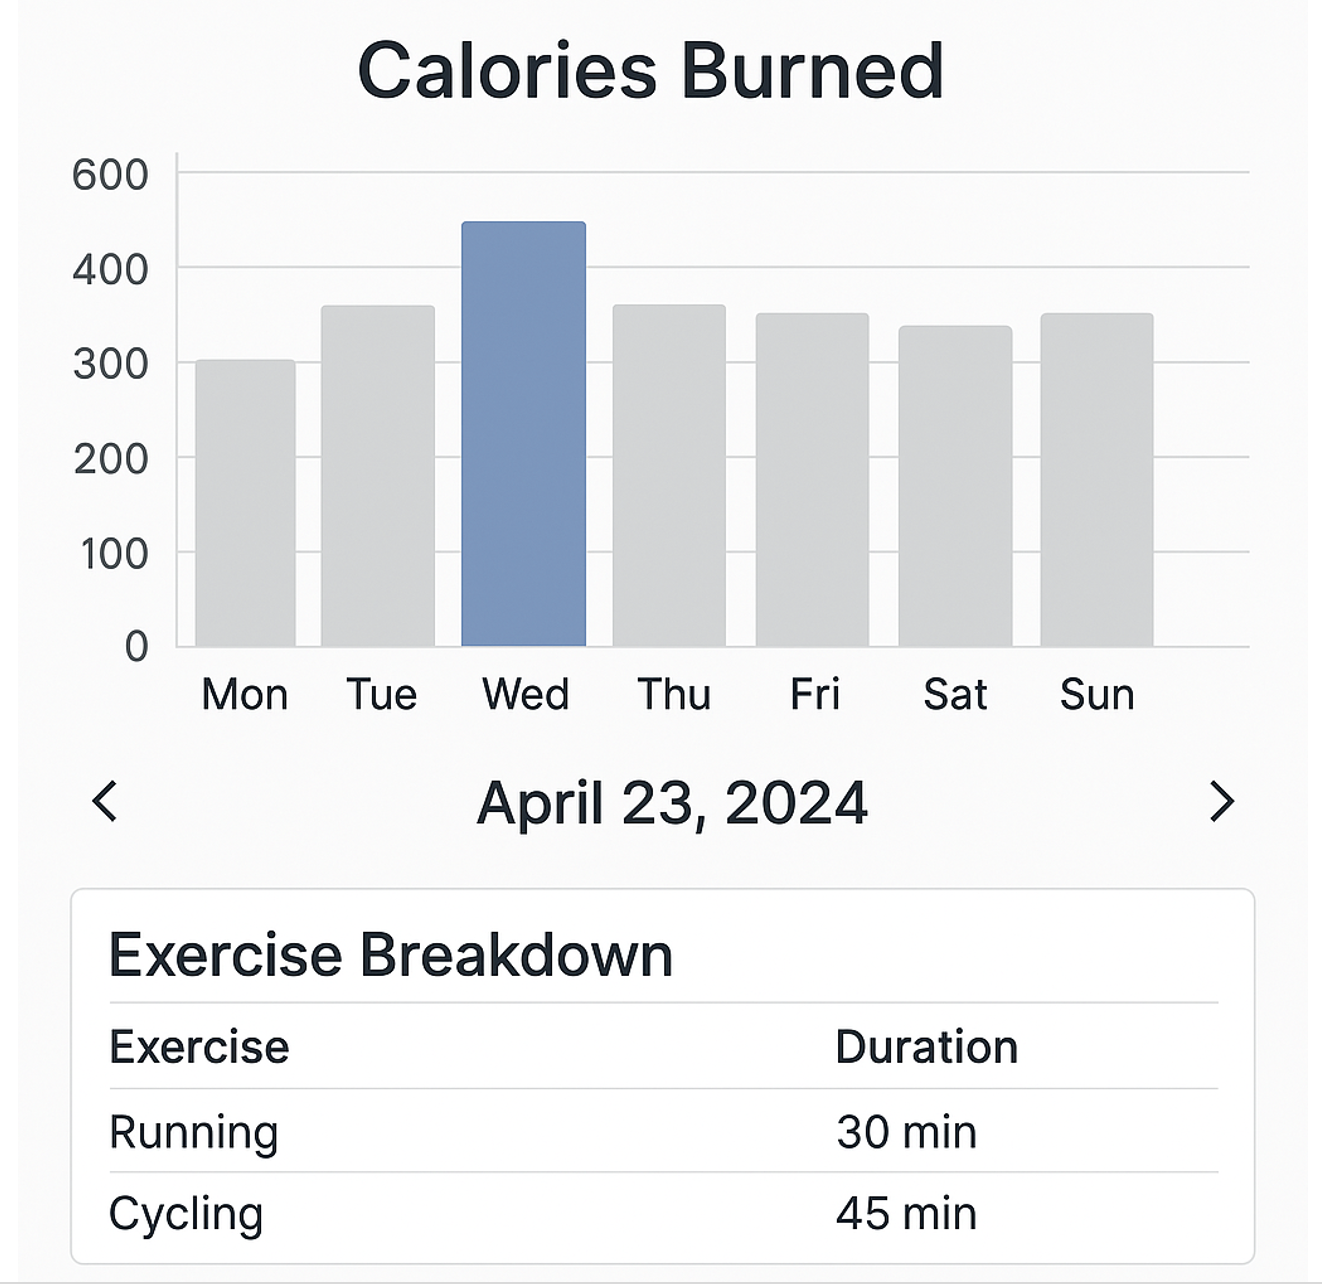 Calories Burned
600
400
300
200
100
0
Mon Tue Wed Thu Fri Sat Sun
April 23, 2024
Exercise Breakdown
Exercise Duration
Running 30 min
Cycling 45 min